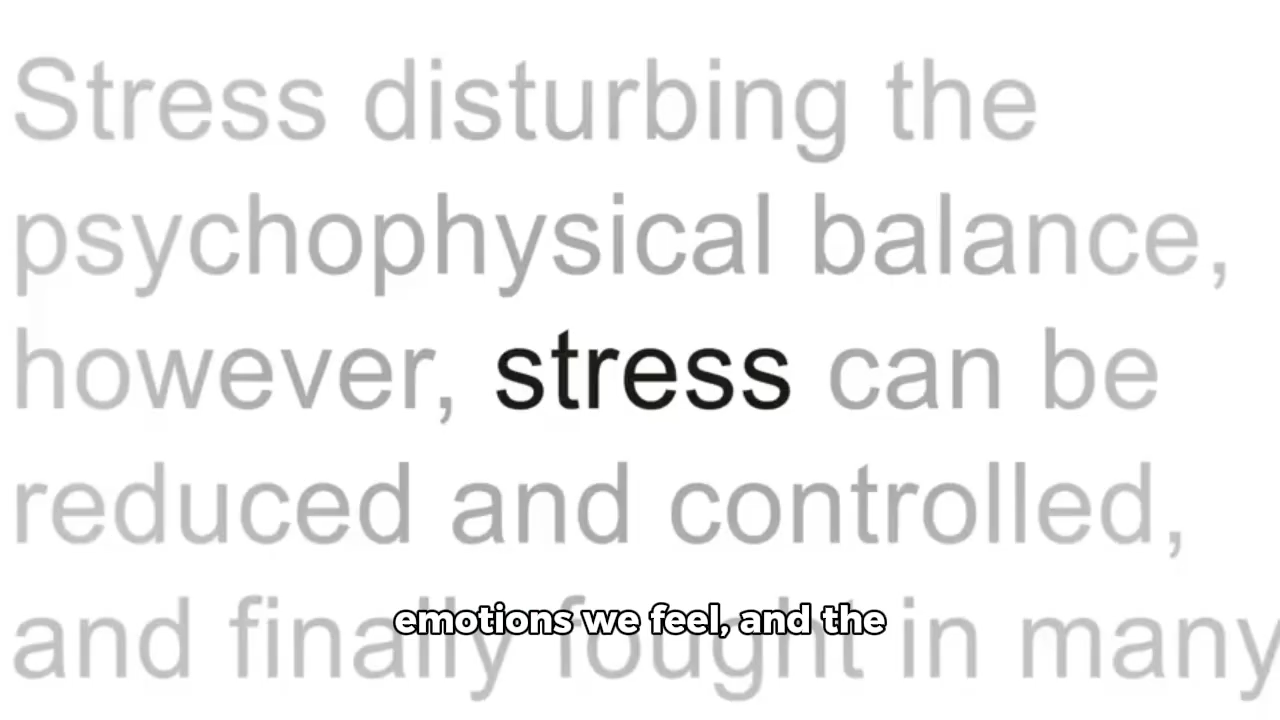 Stress disturbing the
psychophysical balance,
however, stress can be
reduced and controlled,
and finally fought in many
emotions we feel, and the